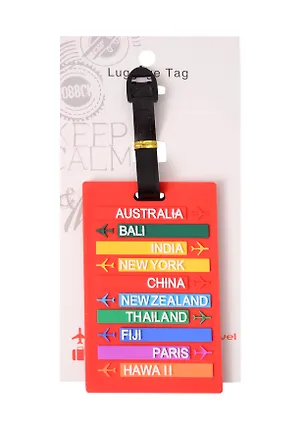 Luggage Tag
KEEP
CALM
AUSTRALIA
BALI
INDIA
NEW YORK
CHINA
NEW ZEALAND
THAILAND
FIJI
PARIS
HAWA II